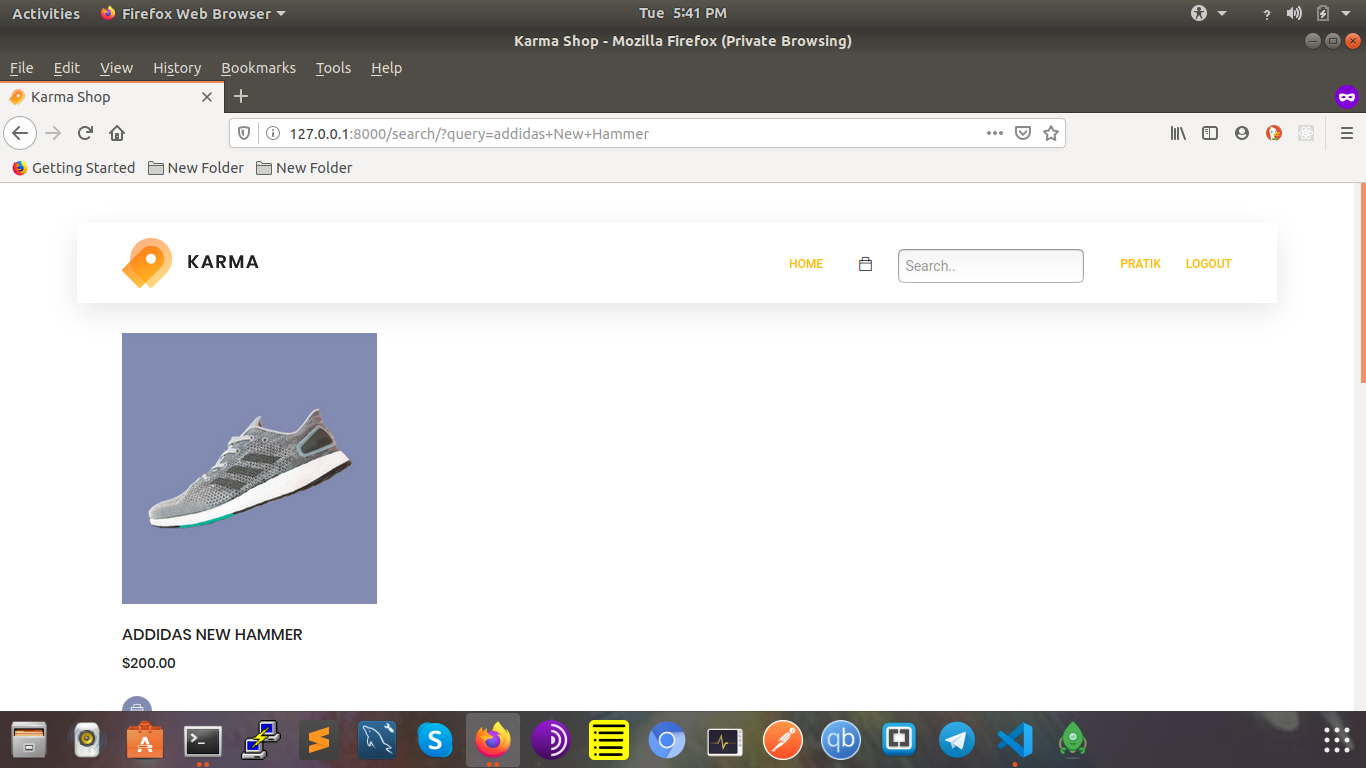 Activities Firefox Web Browser Tue 5:41 PM ?
Karma Shop - Mozilla Firefox (Private Browsing)
File Edit View History Bookmarks Tools Help
Karma Shop
127.0.0.1:8000/search/?query=addidas+New+Hammer
Getting Started New Folder New Folder
KARMA HOME Search.. PRATIK LOGOUT
ADDIDAS NEW HAMMER
$200.00
A >_ S S qb